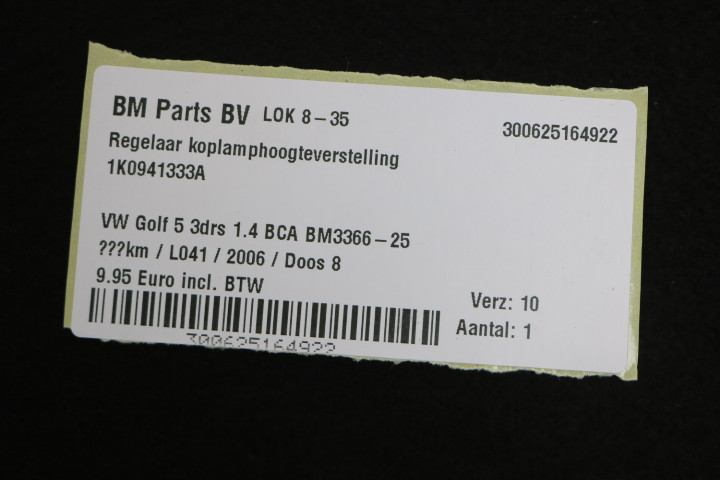 BM Parts BV LOK 8-35
300625164922
Regelaar koplamphoogteverstelling
1K0941333A
VW Golf 5 3drs 1.4 BCA BM3366-25
???km / L041 / 2006 / Doos 8
9.95 Euro incl. BTW
Verz: 10
Aantal: 1
300625164922